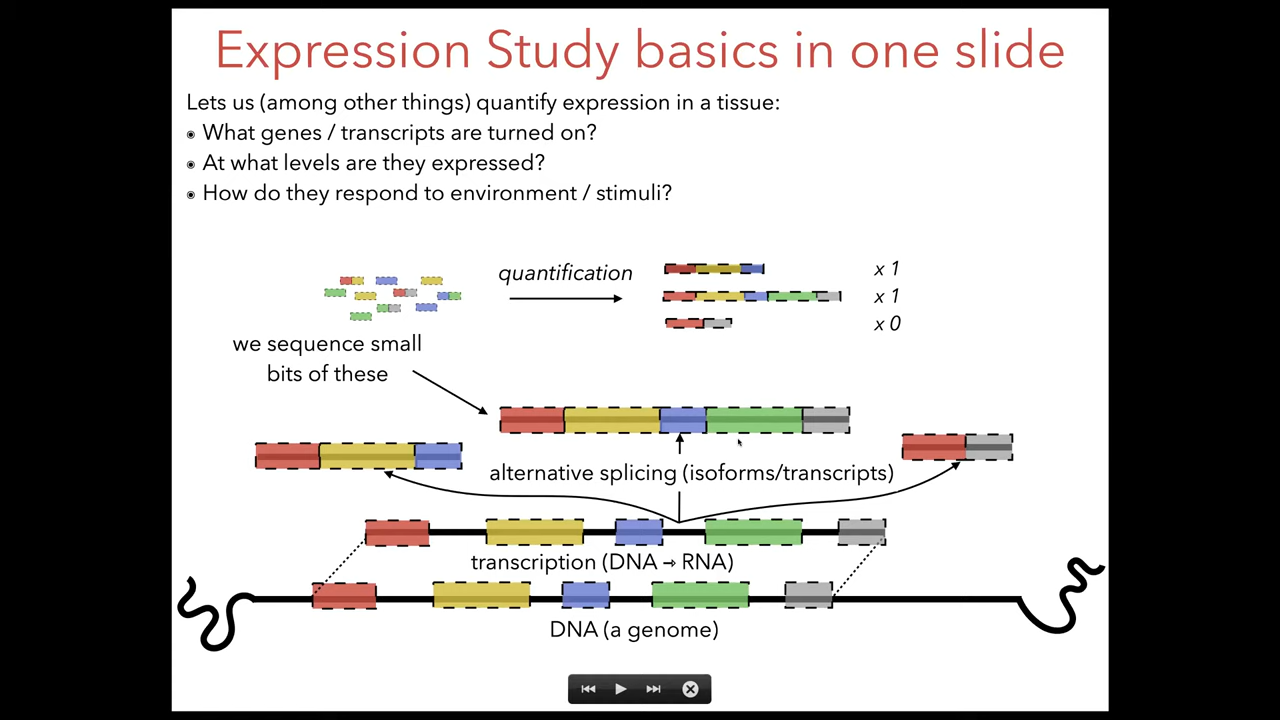 Expression Study basics in one slide
Lets us (among other things) quantify expression in a tissue:
◉ What genes / transcripts are turned on?
◉ At what levels are they expressed?
◉ How do they respond to environment / stimuli?
quantification
x 1
x 1
x 0
we sequence small
bits of these
alternative splicing (isoforms/transcripts)
transcription (DNA → RNA)
DNA (a genome)